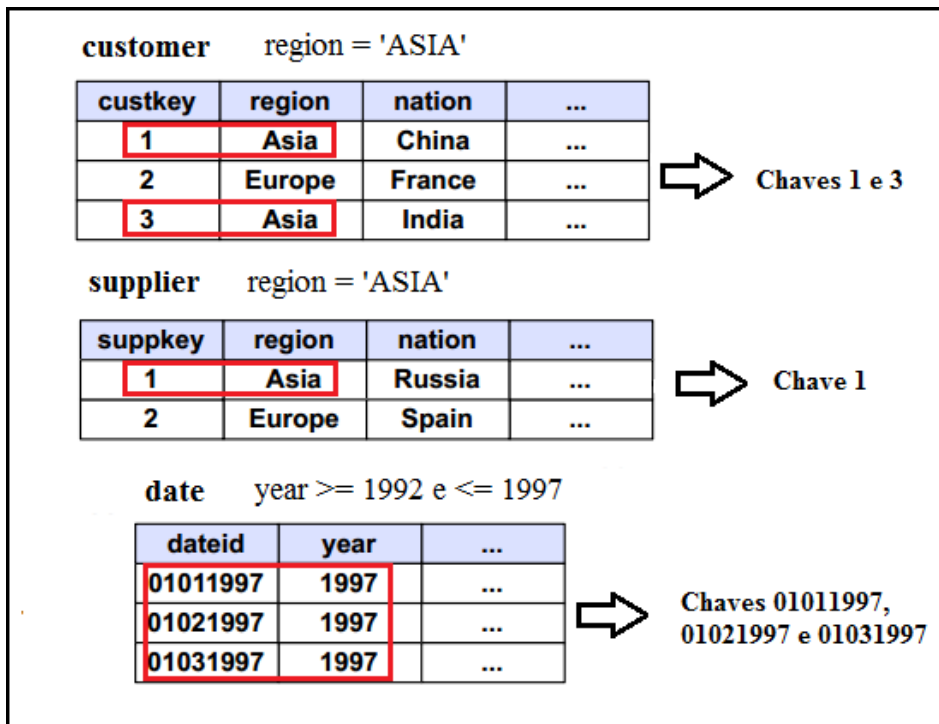 customer region = 'ASIA'
custkey region nation ...
1 Asia China ...
2 Europe France ...
3 Asia India ...
Chaves 1 e 3
supplier region = 'ASIA'
suppkey region nation ...
1 Asia Russia ...
2 Europe Spain ...
Chave 1
date year >= 1992 e <= 1997
dateid year ...
01011997 1997 ...
01021997 1997 ...
01031997 1997 ...
Chaves 01011997,
01021997 e 01031997